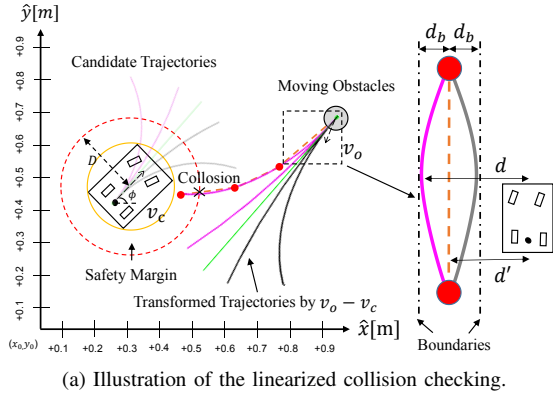 ŷ[m]
+0.9
+0.8
+0.7
+0.6
+0.5
+0.4
+0.3
+0.2
+0.1
Candidate Trajectories
Moving Obstacles
D
ϕ
v_c
Collosion
v_o
Safety Margin
Transformed Trajectories by v_o − v_c
x̂[m]
(x₀,y₀) +0.1 +0.2 +0.3 +0.4 +0.5 +0.6 +0.7 +0.8 +0.9
d_b d_b
d
d′
Boundaries
(a) Illustration of the linearized collision checking.